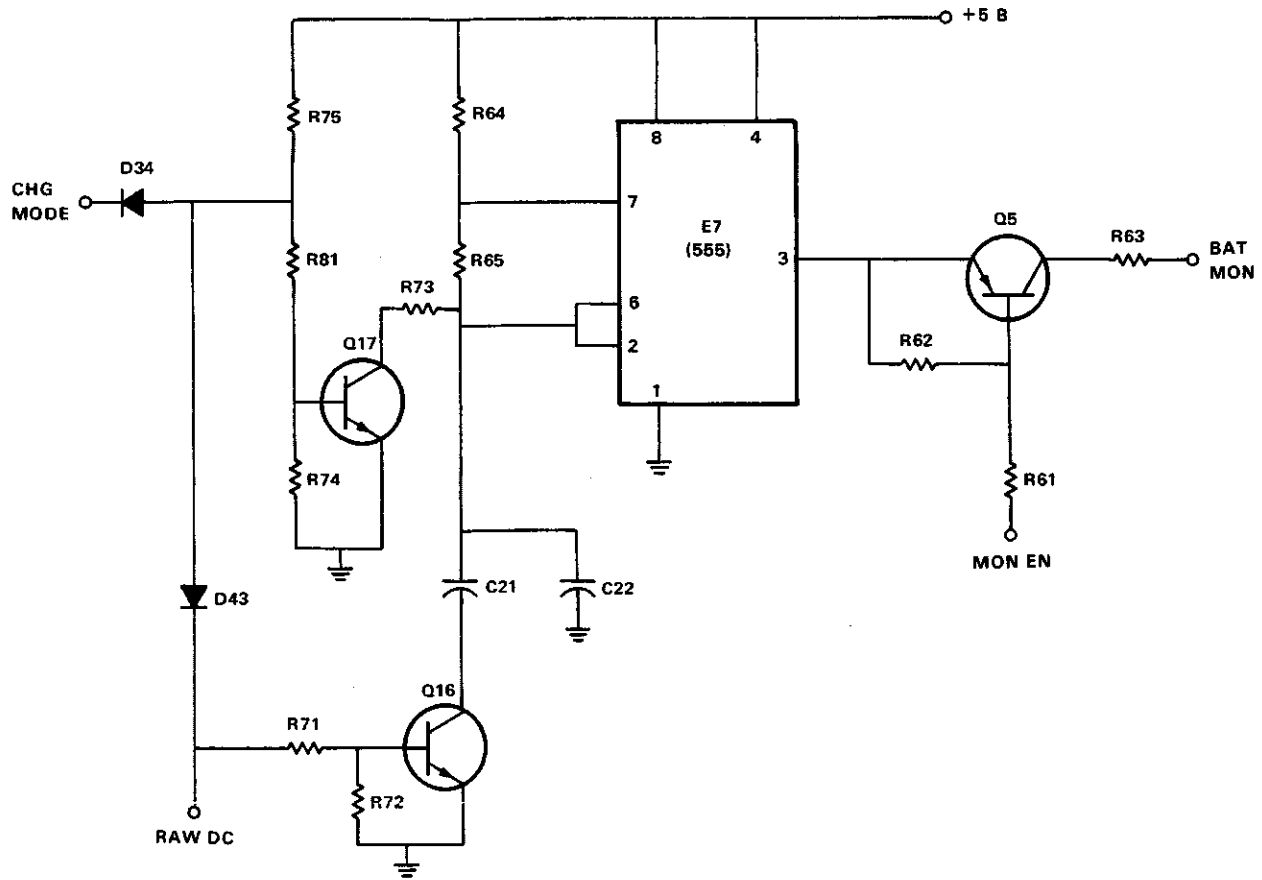 +5 B
R75
R64
8
4
D34
CHG
MODE
7
E7
(555)
Q5
R63
BAT
MON
3
R81
R65
R73
6
2
R62
Q17
1
R74
R61
MON EN
C21
C22
D43
Q16
R71
R72
RAW DC